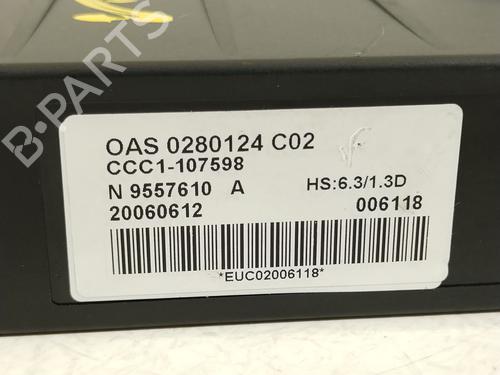 B-PARTS
OAS 0280124 C02
CCC1-107598
N 9557610 A HS:6.3/1.3D
20060612 006118
*EUC02006118*